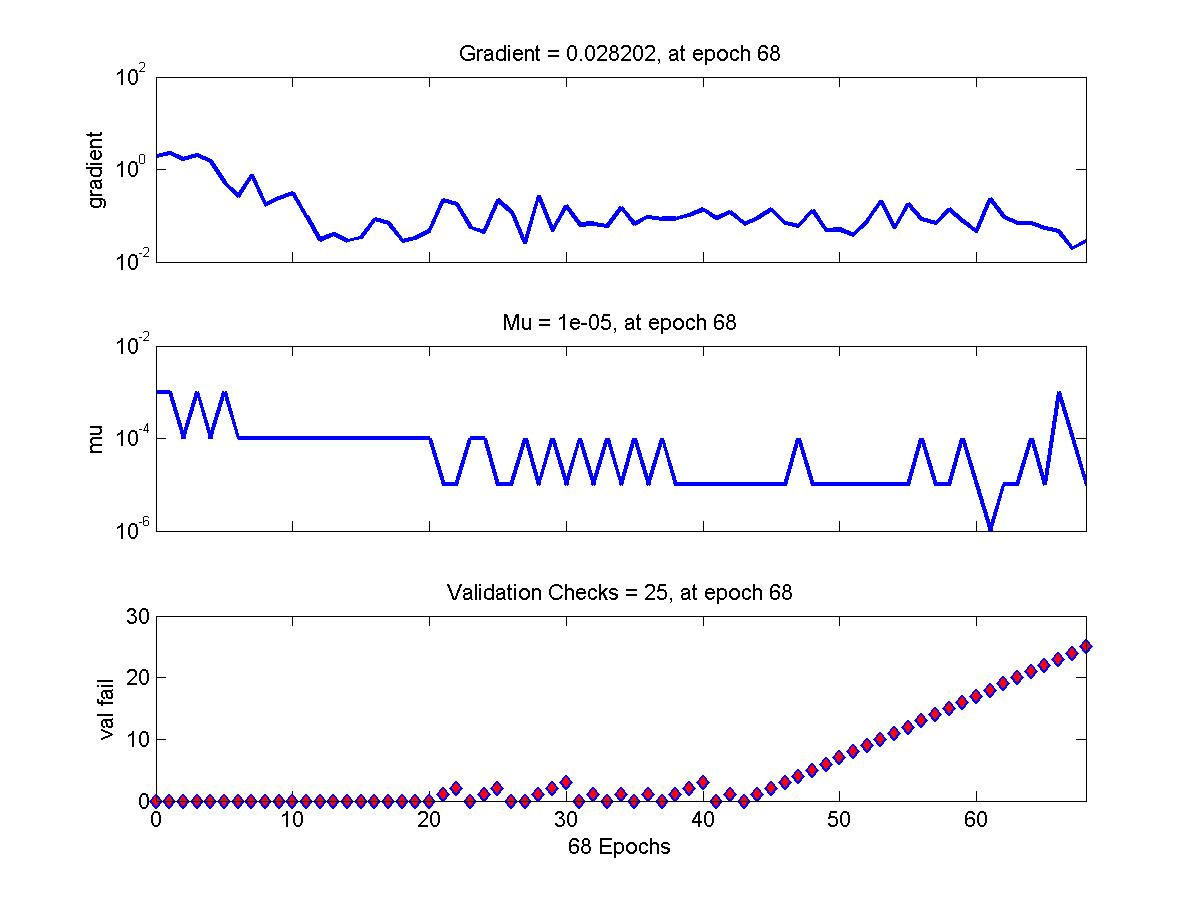 Gradient = 0.028202, at epoch 68
10^2
10^0
10^-2
gradient
Mu = 1e-05, at epoch 68
10^-2
10^-4
10^-6
mu
Validation Checks = 25, at epoch 68
30
20
10
0
val fail
0 10 20 30 40 50 60
68 Epochs